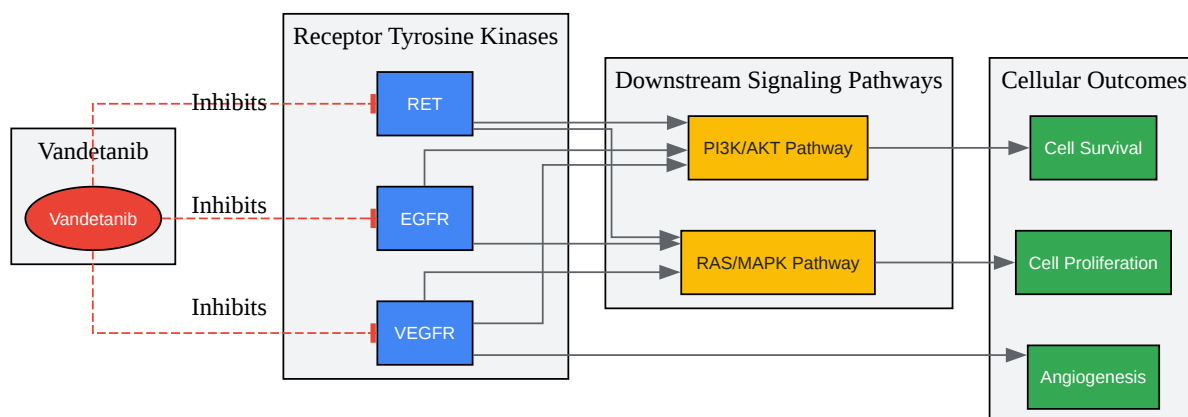 Receptor Tyrosine Kinases
Inhibits
RET
Downstream Signaling Pathways
Cellular Outcomes
Vandetanib
PI3K/AKT Pathway
Cell Survival
Vandetanib
Inhibits
EGFR
RAS/MAPK Pathway
Cell Proliferation
Inhibits
VEGFR
Angiogenesis